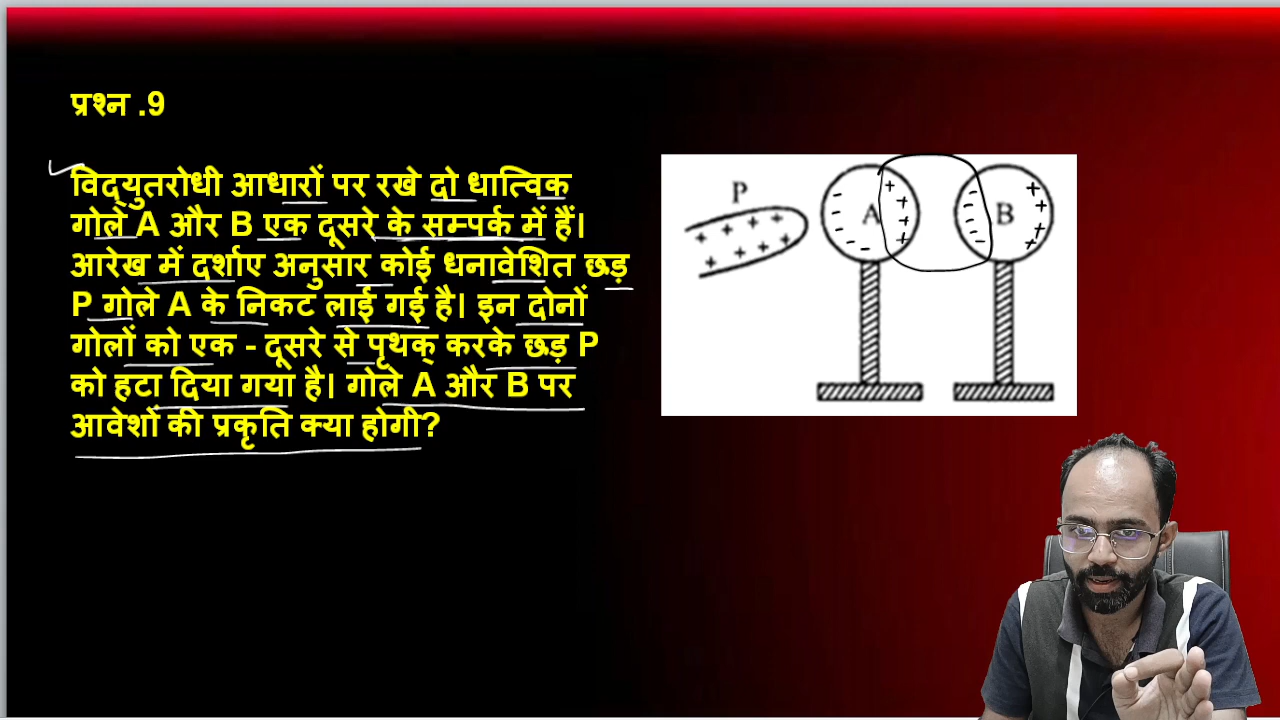 प्रश्न .9
विद्युतरोधी आधारों पर रखे दो धात्विक
गोले A और B एक दूसरे के सम्पर्क में हैं।
आरेख में दर्शाए अनुसार कोई धनावेशित छड़
P गोले A के निकट लाई गई है। इन दोनों
गोलों को एक - दूसरे से पृथक् करके छड़ P
को हटा दिया गया है। गोले A और B पर
आवेशों की प्रकृति क्या होगी?
P
A
B